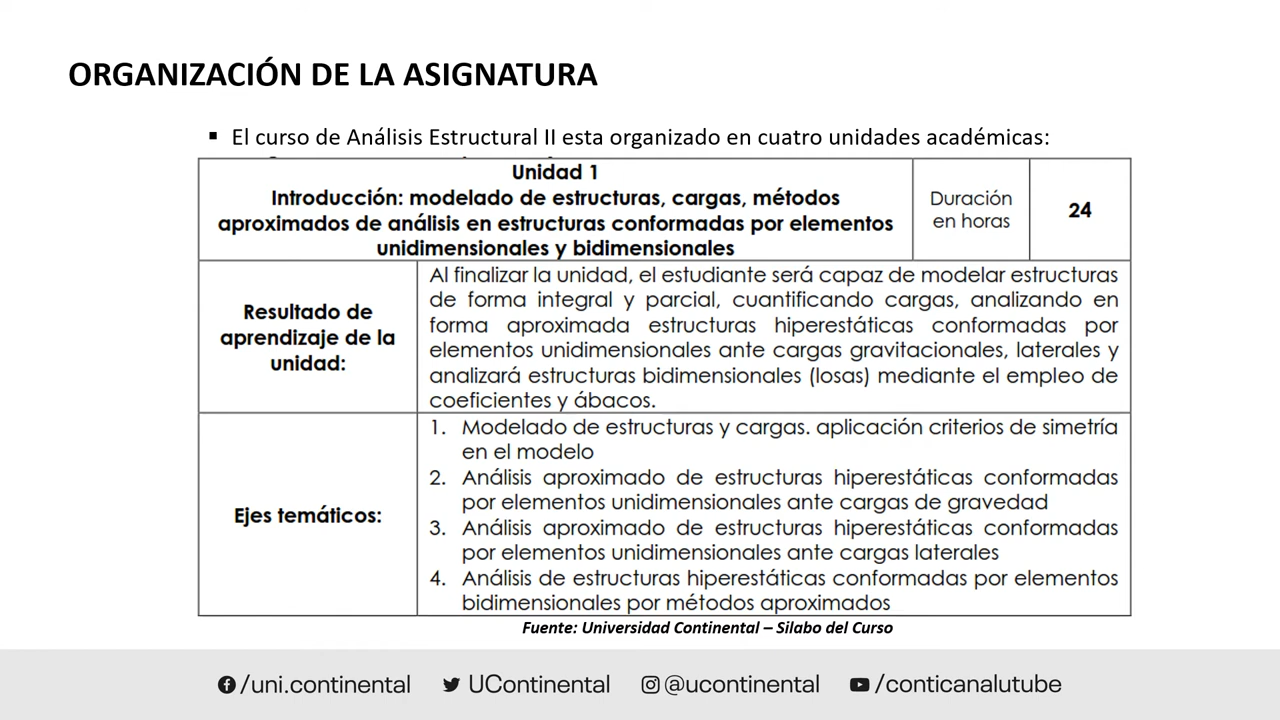 ORGANIZACIÓN DE LA ASIGNATURA
▪ El curso de Análisis Estructural II esta organizado en cuatro unidades académicas:
Unidad 1
Introducción: modelado de estructuras, cargas, métodos
aproximados de análisis en estructuras conformadas por elementos
unidimensionales y bidimensionales
Duración
en horas
24
Resultado de
aprendizaje de la
unidad:
Al finalizar la unidad, el estudiante será capaz de modelar estructuras
de forma integral y parcial, cuantificando cargas, analizando en
forma aproximada estructuras hiperestáticas conformadas por
elementos unidimensionales ante cargas gravitacionales, laterales y
analizará estructuras bidimensionales (losas) mediante el empleo de
coeficientes y ábacos.
Ejes temáticos:
1. Modelado de estructuras y cargas. aplicación criterios de simetría
en el modelo
2. Análisis aproximado de estructuras hiperestáticas conformadas
por elementos unidimensionales ante cargas de gravedad
3. Análisis aproximado de estructuras hiperestáticas conformadas
por elementos unidimensionales ante cargas laterales
4. Análisis de estructuras hiperestáticas conformadas por elementos
bidimensionales por métodos aproximados
Fuente: Universidad Continental – Silabo del Curso
/uni.continental
UContinental
@ucontinental
/conticanalutube